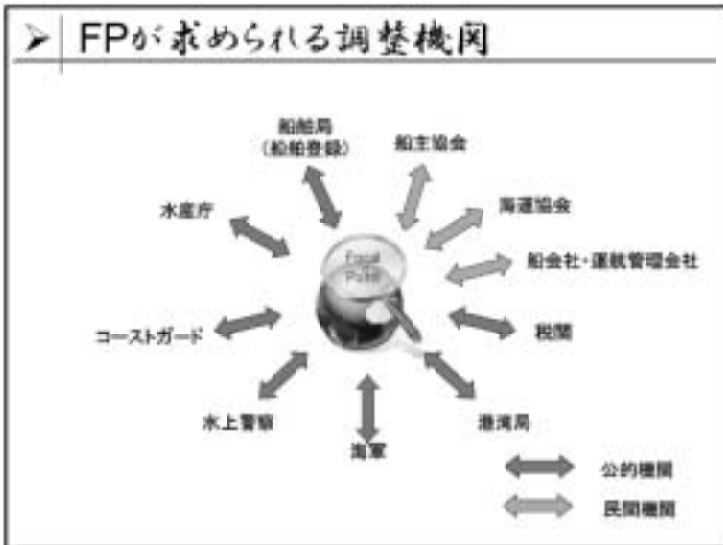 FPが求められる調整機関
船舶局
(船舶登録)
船主協会
水産庁
海運協会
Focal
Point
船会社・運航管理会社
コーストガード
税関
水上警察
港湾局
海軍
公的機関
民間機関